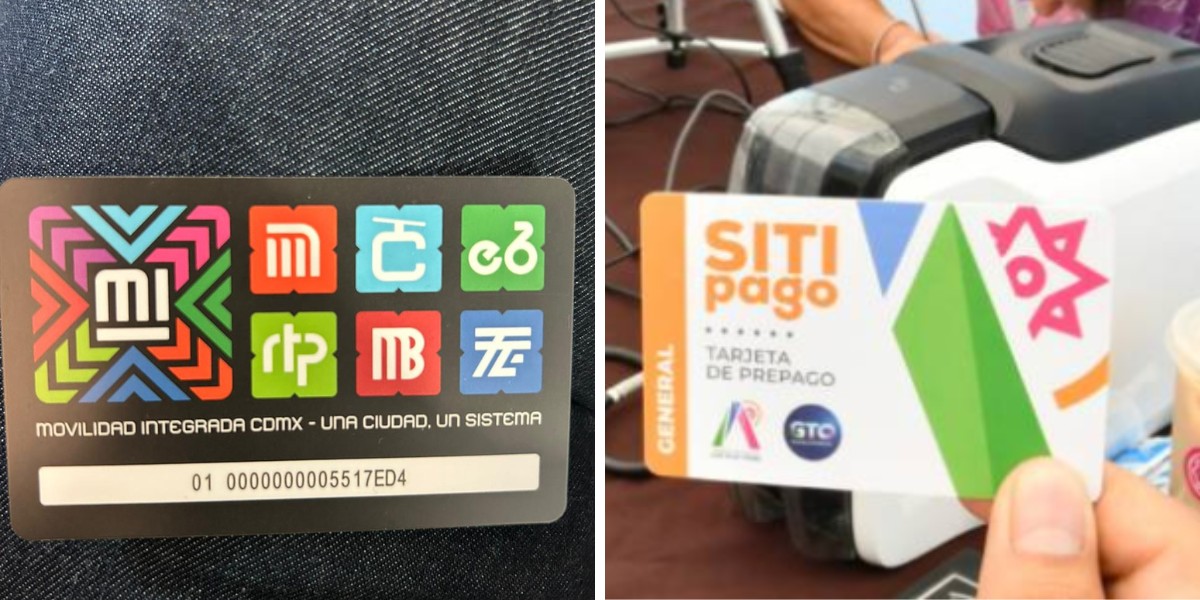 MI
M
Č
eb
rtp
MB
TE
MOVILIDAD INTEGRADA CDMX - UNA CIUDAD, UN SISTEMA
01 0000000005517ED4
GENERAL
SITI
pago
TARJETA
DE PREPAGO
GTO